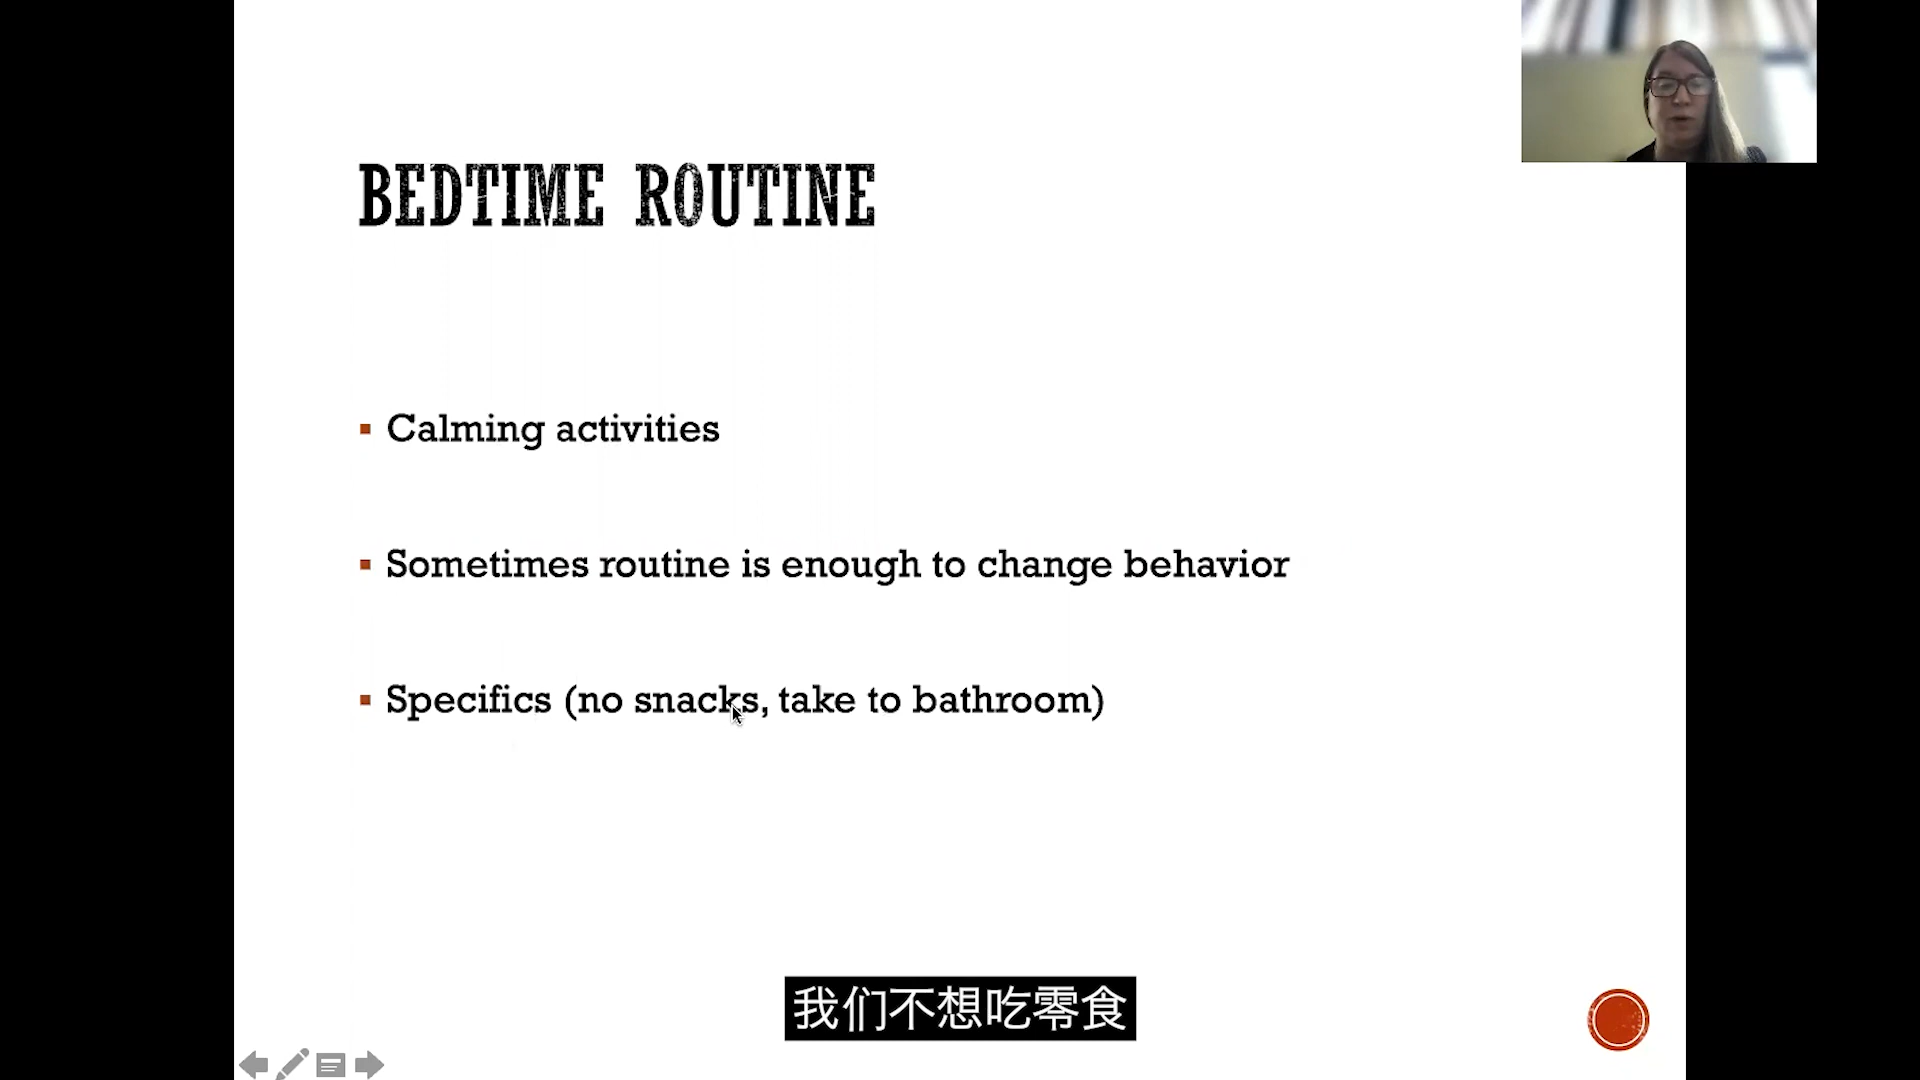 BEDTIME ROUTINE
Calming activities
Sometimes routine is enough to change behavior
Specifics (no snacks, take to bathroom)
我们不想吃零食